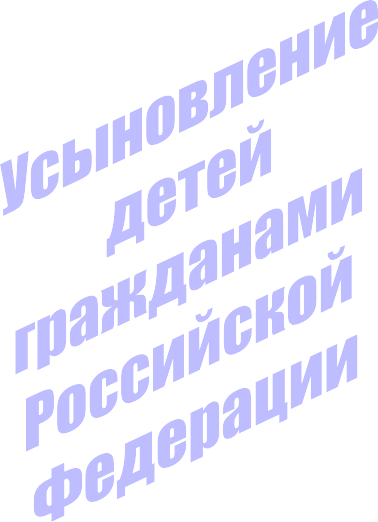 Усыновление
детей
гражданами
Российской
Федерации